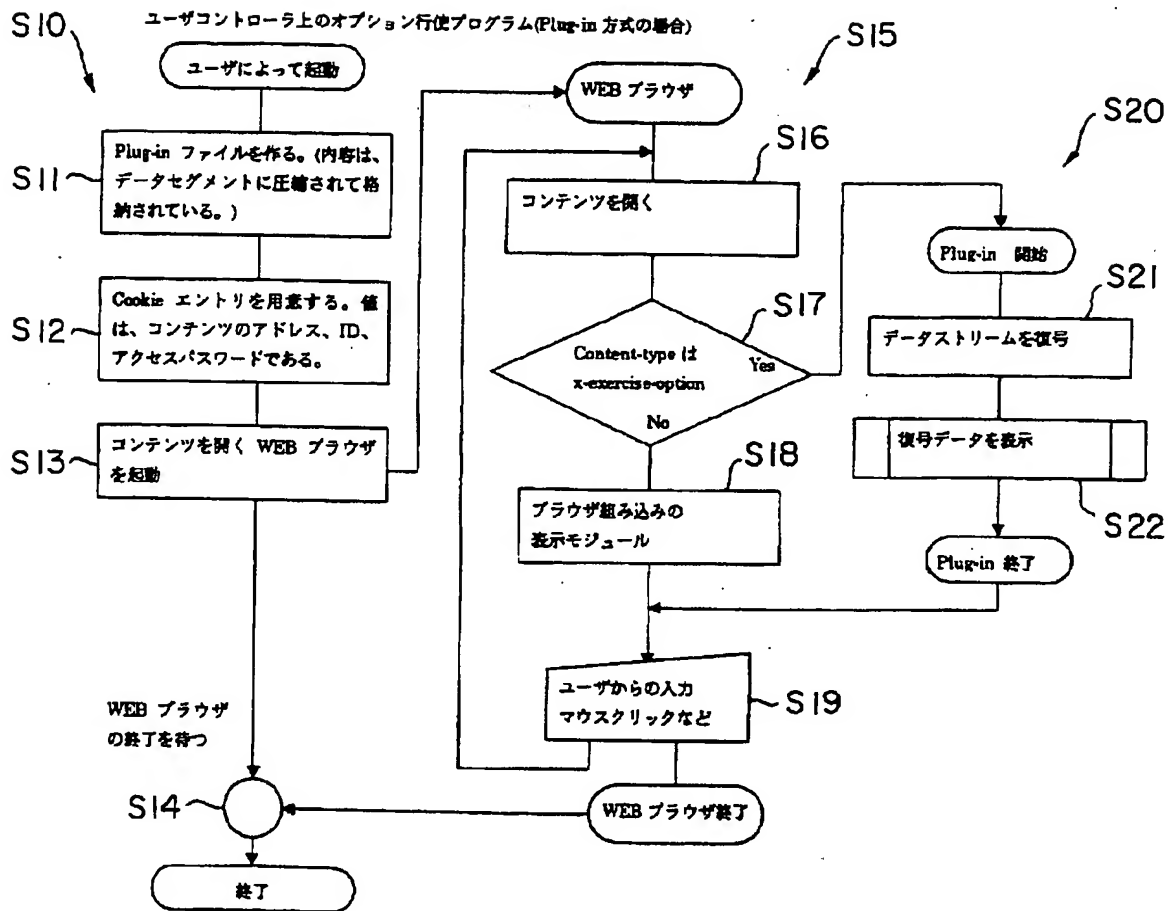 ユーザコントローラ上のオプション行使プログラム(Plug-in 方式の場合)
S10
ユーザによって起動
S11
Plug-in ファイルを作る。(内容は、
データセグメントに圧縮されて格
納されている。)
S12
Cookie エントリを用意する。値
は、コンテンツのアドレス、ID、
アクセスパスワードである。
S13
コンテンツを開く WEB ブラウザ
を起動
WEB ブラウザ
の終了を待つ
S14
終了
S15
WEB ブラウザ
S16
コンテンツを開く
S17
Content-type は
x-exercise-option
Yes
No
S18
ブラウザ組み込みの
表示モジュール
S19
ユーザからの入力
マウスクリックなど
WEB ブラウザ終了
S20
Plug-in 開始
S21
データストリームを復号
復号データを表示
S22
Plug-in 終了